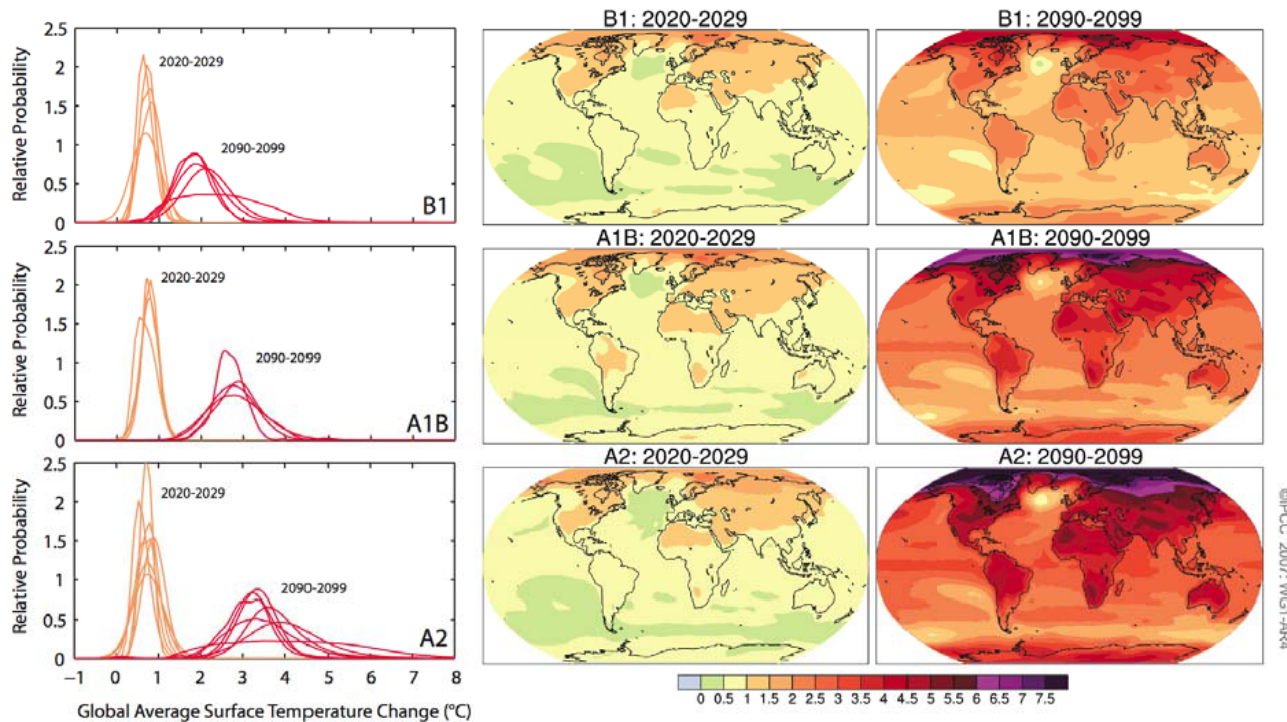 Relative Probability
2.5
2
1.5
1
0.5
0
2020-2029
2090-2099
B1
Relative Probability
2.5
2
1.5
1
0.5
0
2020-2029
2090-2099
A1B
Relative Probability
2.5
2
1.5
1
0.5
0
2020-2029
2090-2099
A2
−1 0 1 2 3 4 5 6 7 8
Global Average Surface Temperature Change (°C)
B1: 2020-2029
B1: 2090-2099
A1B: 2020-2029
A1B: 2090-2099
A2: 2020-2029
A2: 2090-2099
0 0.5 1 1.5 2 2.5 3 3.5 4 4.5 5 5.5 6 6.5 7 7.5
©IPCC 2007: WG1-AR4